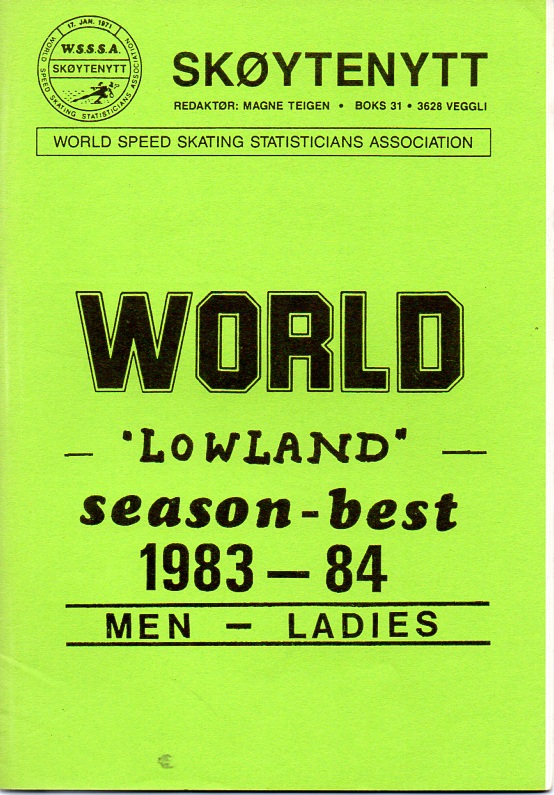 17. JAN. 1971
W.S.S.S.A.
SKØYTENYTT
WORLD SPEED SKATING STATISTICIANS ASSOCIATION
SKØYTENYTT
REDAKTØR: MAGNE TEIGEN • BOKS 31 • 3628 VEGGLI
WORLD SPEED SKATING STATISTICIANS ASSOCIATION
WORLD
— "LOWLAND" —
season-best
1983 — 84
MEN — LADIES